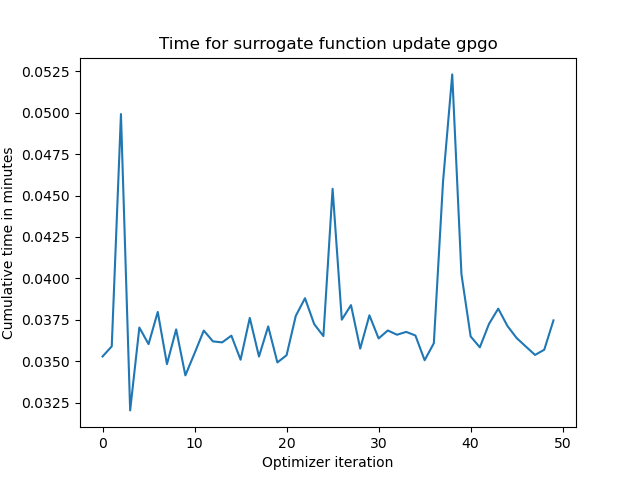 Time for surrogate function update gpgo
Cumulative time in minutes
0.0525
0.0500
0.0475
0.0450
0.0425
0.0400
0.0375
0.0350
0.0325
0 10 20 30 40 50
Optimizer iteration